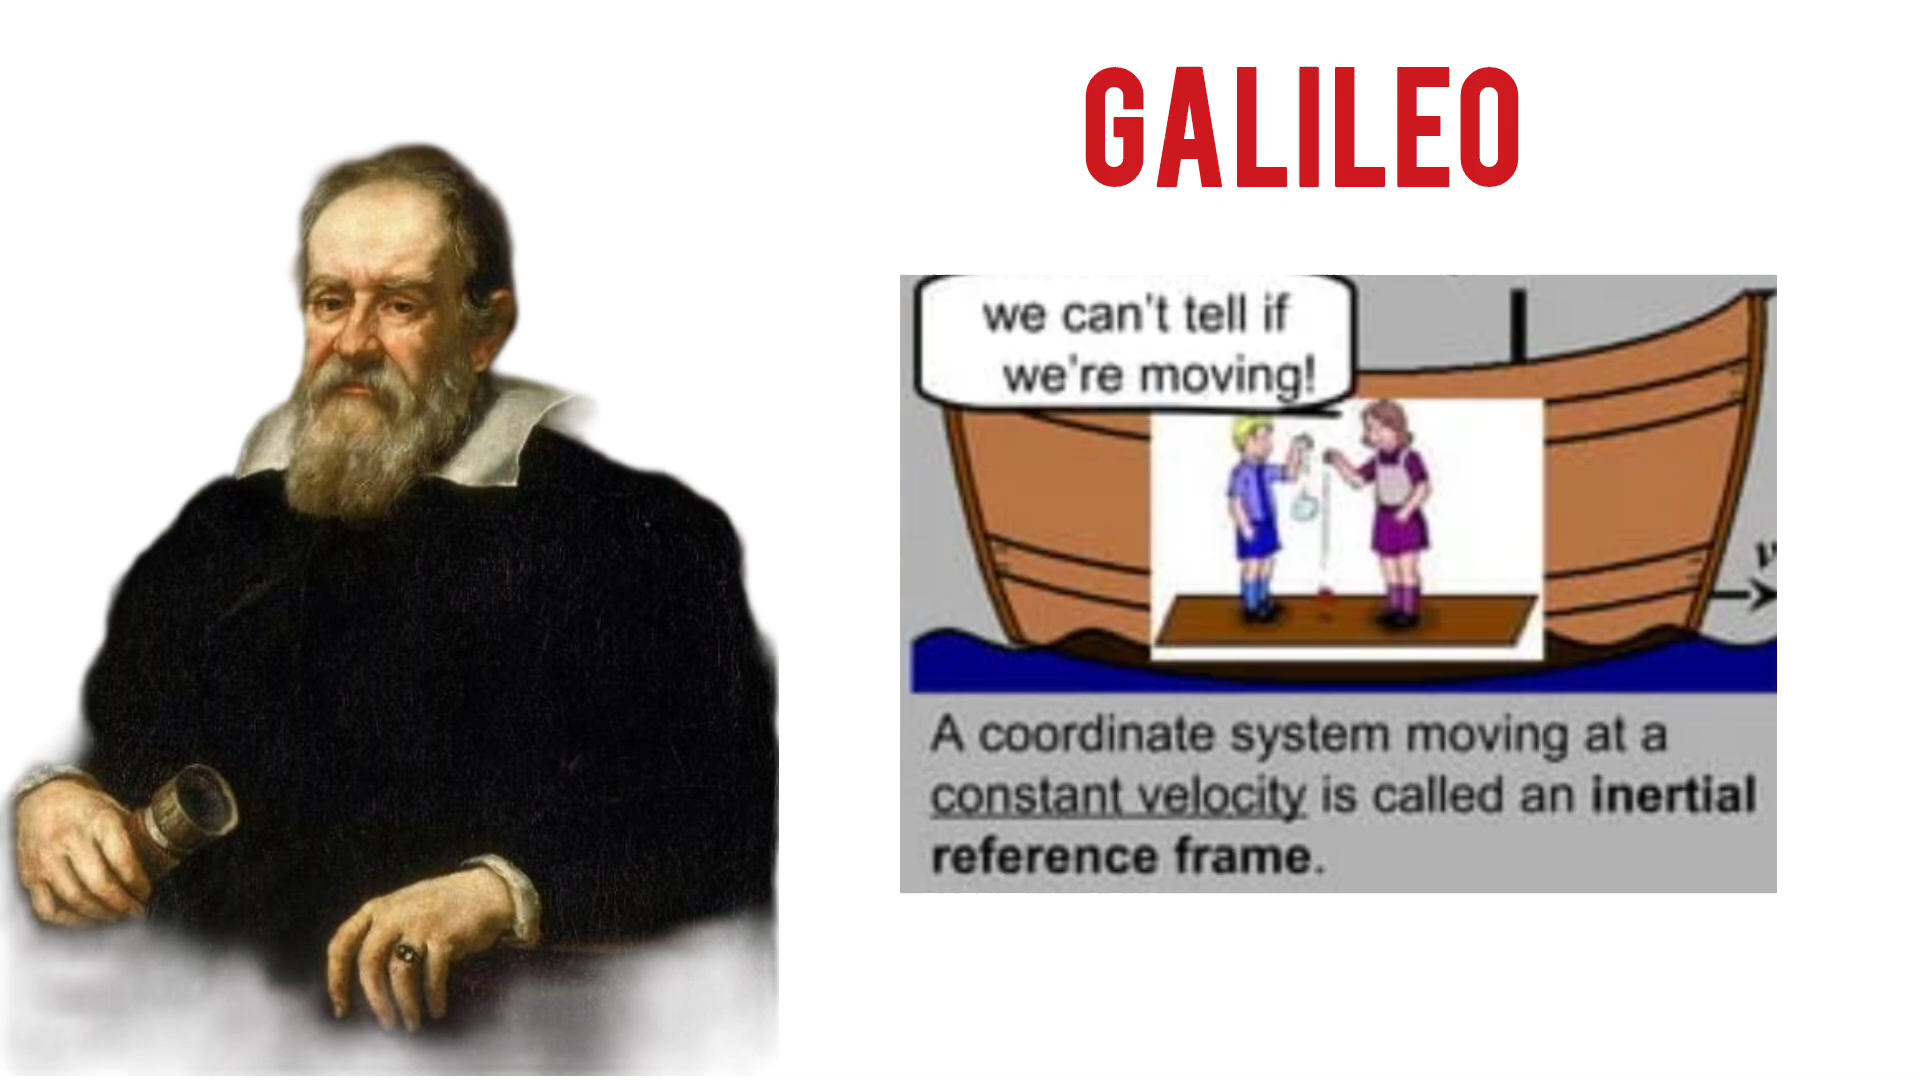 GALILEO
we can't tell if
we're moving!
v
A coordinate system moving at a
constant velocity is called an inertial
reference frame.